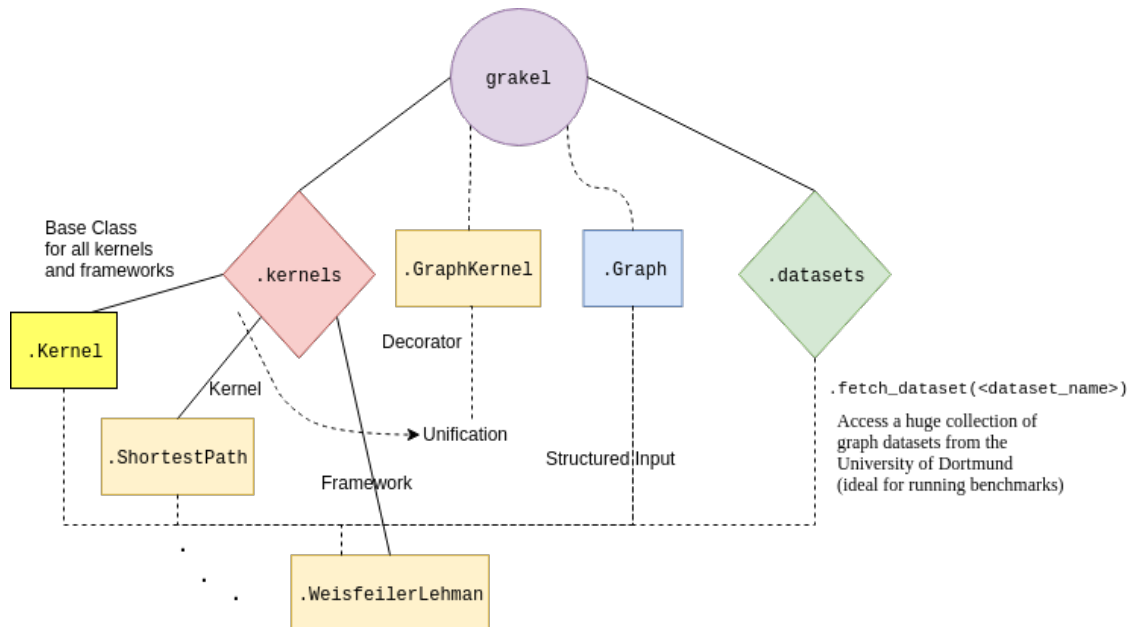 grakel
Base Class
for all kernels
and frameworks
.kernels
.GraphKernel
.Graph
.datasets
.Kernel
Decorator
Kernel
.fetch_dataset(<dataset_name>)
Access a huge collection of
graph datasets from the
University of Dortmund
(ideal for running benchmarks)
Unification
.ShortestPath
Structured Input
Framework
.WeisfeilerLehman